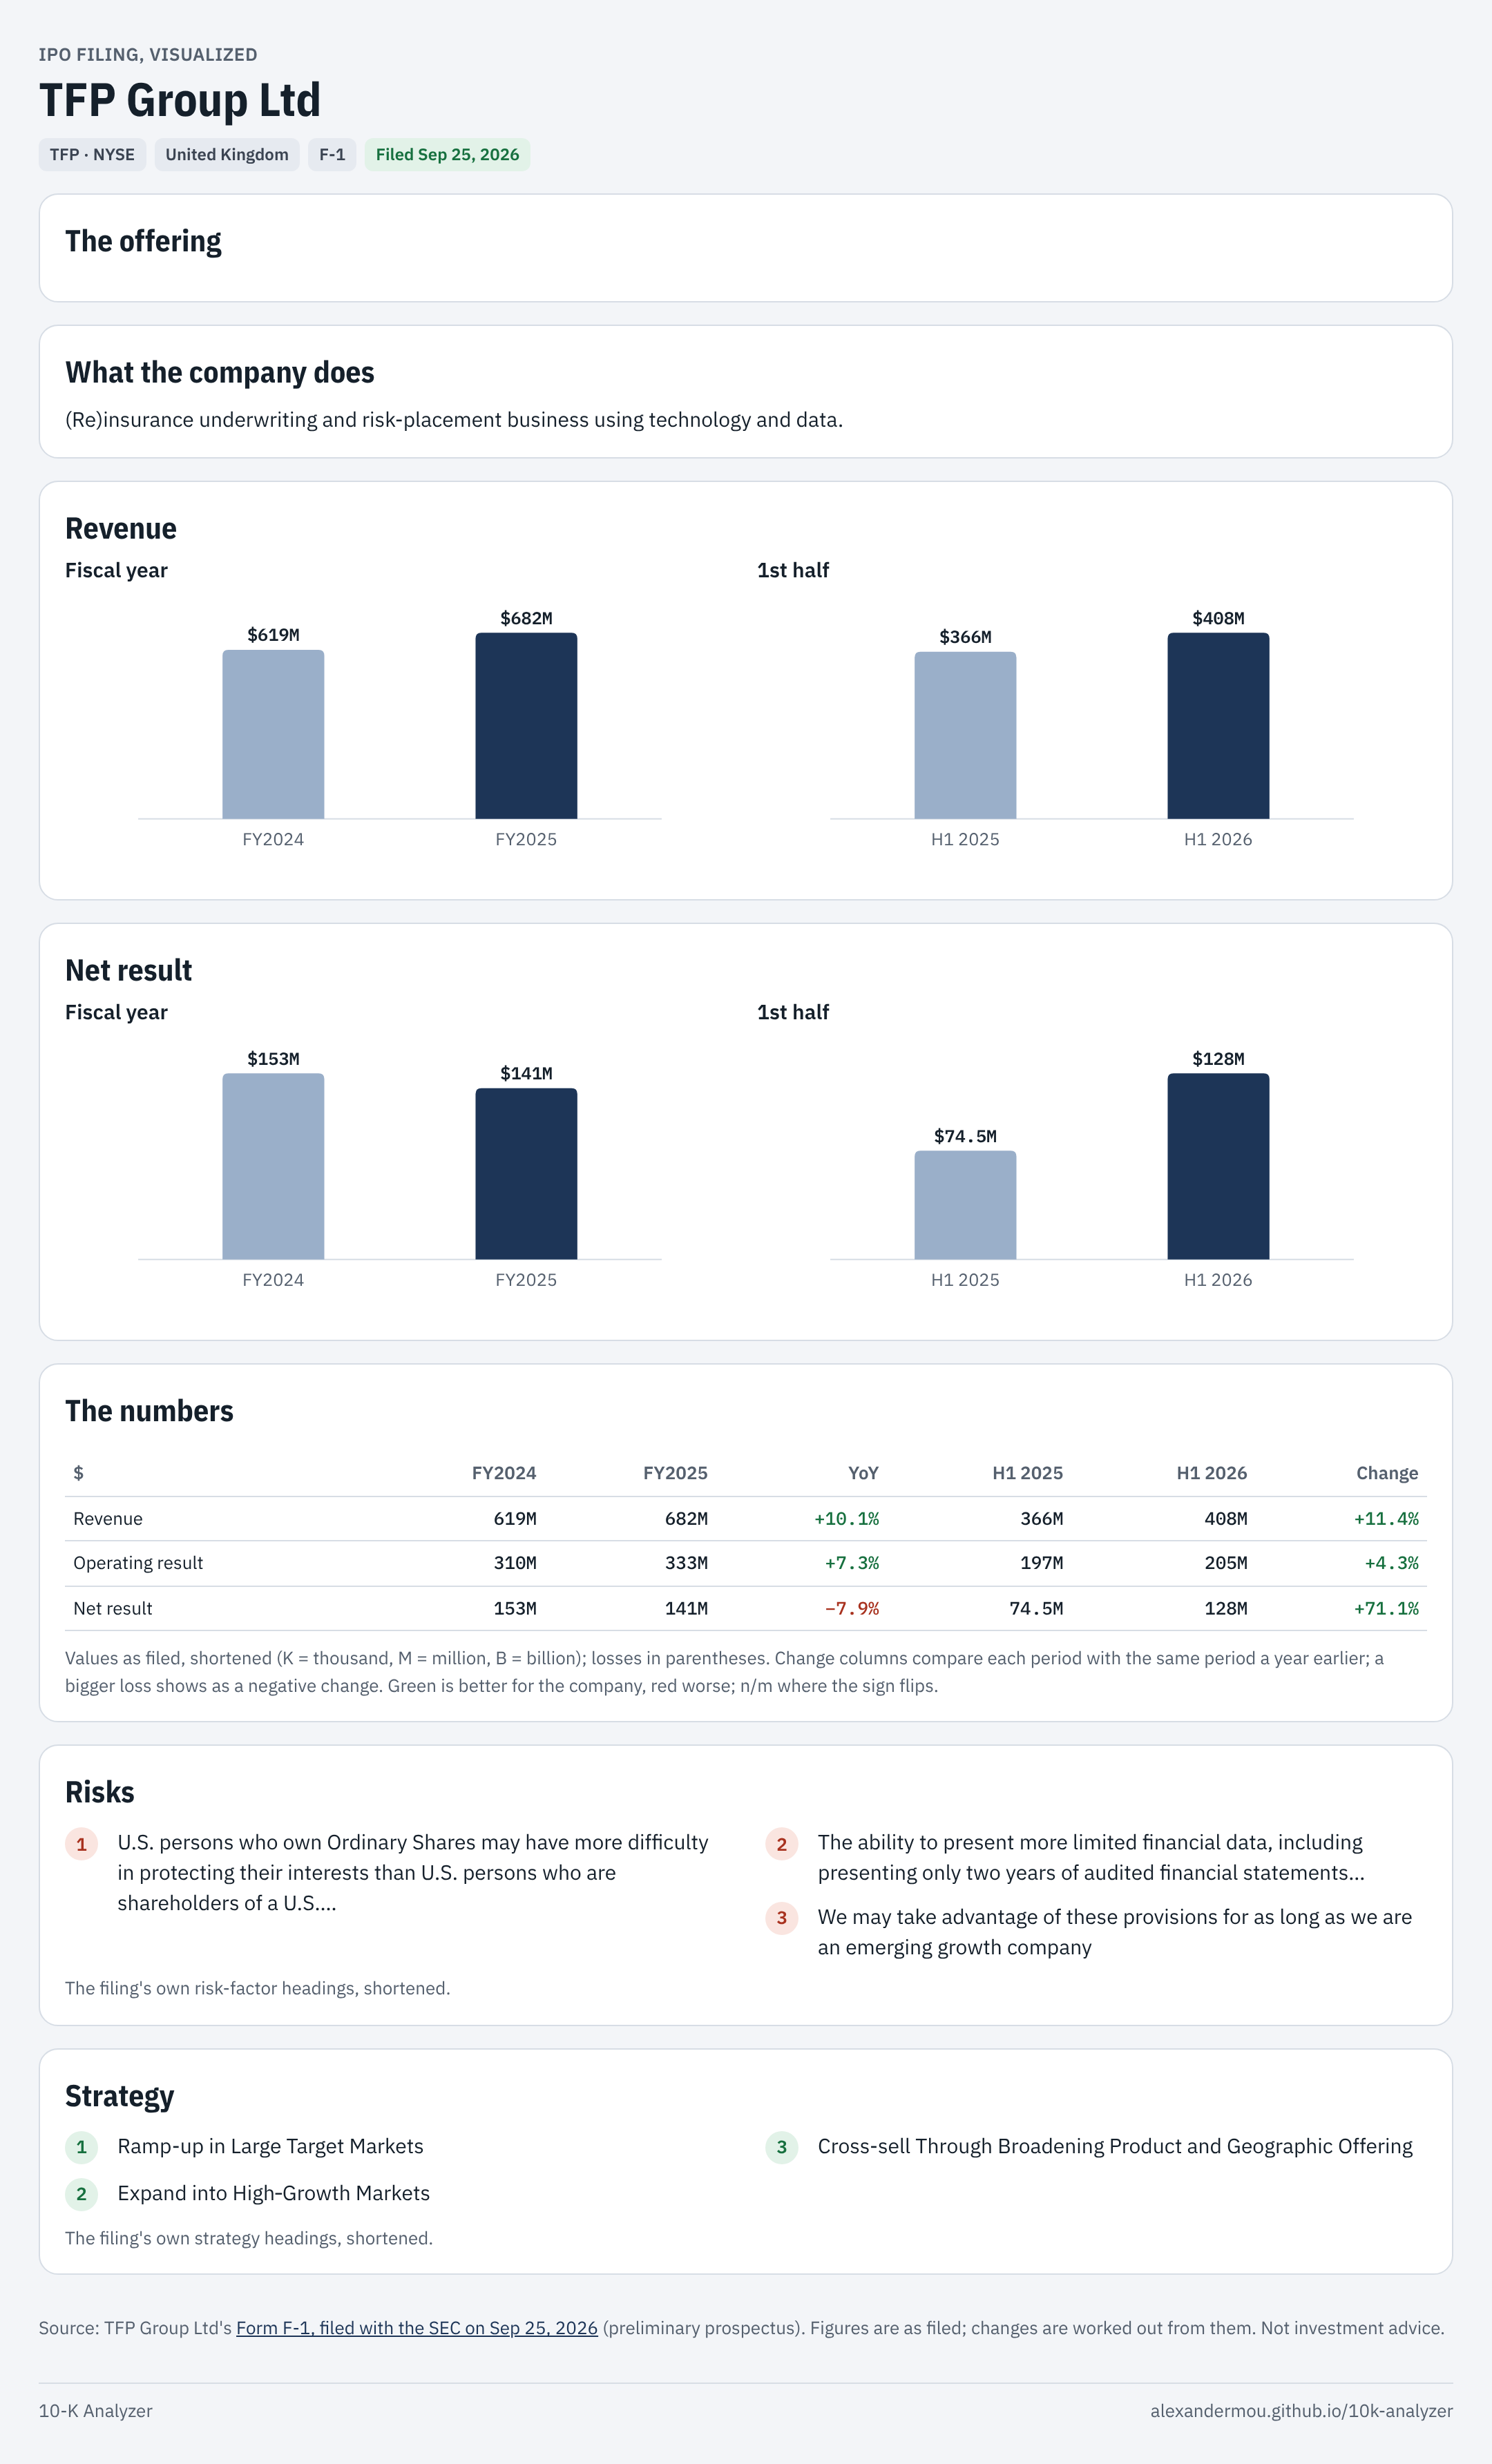 IPO FILING, VISUALIZED
TFP Group Ltd
TFP · NYSE
United Kingdom
F-1
Filed Sep 25, 2026
The offering
What the company does
(Re)insurance underwriting and risk-placement business using technology and data.
Revenue
Fiscal year
$619M
$682M
FY2024
FY2025
1st half
$366M
$408M
H1 2025
H1 2026
Net result
Fiscal year
$153M
$141M
FY2024
FY2025
1st half
$74.5M
$128M
H1 2025
H1 2026
The numbers
$ FY2024 FY2025 YoY H1 2025 H1 2026 Change
Revenue 619M 682M +10.1% 366M 408M +11.4%
Operating result 310M 333M +7.3% 197M 205M +4.3%
Net result 153M 141M −7.9% 74.5M 128M +71.1%
Values as filed, shortened (K = thousand, M = million, B = billion); losses in parentheses. Change columns compare each period with the same period a year earlier; a
bigger loss shows as a negative change. Green is better for the company, red worse; n/m where the sign flips.
Risks
1 U.S. persons who own Ordinary Shares may have more difficulty
in protecting their interests than U.S. persons who are
shareholders of a U.S.…
2 The ability to present more limited financial data, including
presenting only two years of audited financial statements…
3 We may take advantage of these provisions for as long as we are
an emerging growth company
The filing's own risk-factor headings, shortened.
Strategy
1 Ramp-up in Large Target Markets
2 Expand into High-Growth Markets
3 Cross-sell Through Broadening Product and Geographic Offering
The filing's own strategy headings, shortened.
Source: TFP Group Ltd's Form F-1, filed with the SEC on Sep 25, 2026 (preliminary prospectus). Figures are as filed; changes are worked out from them. Not investment advice.
10-K Analyzer
alexandermou.github.io/10k-analyzer